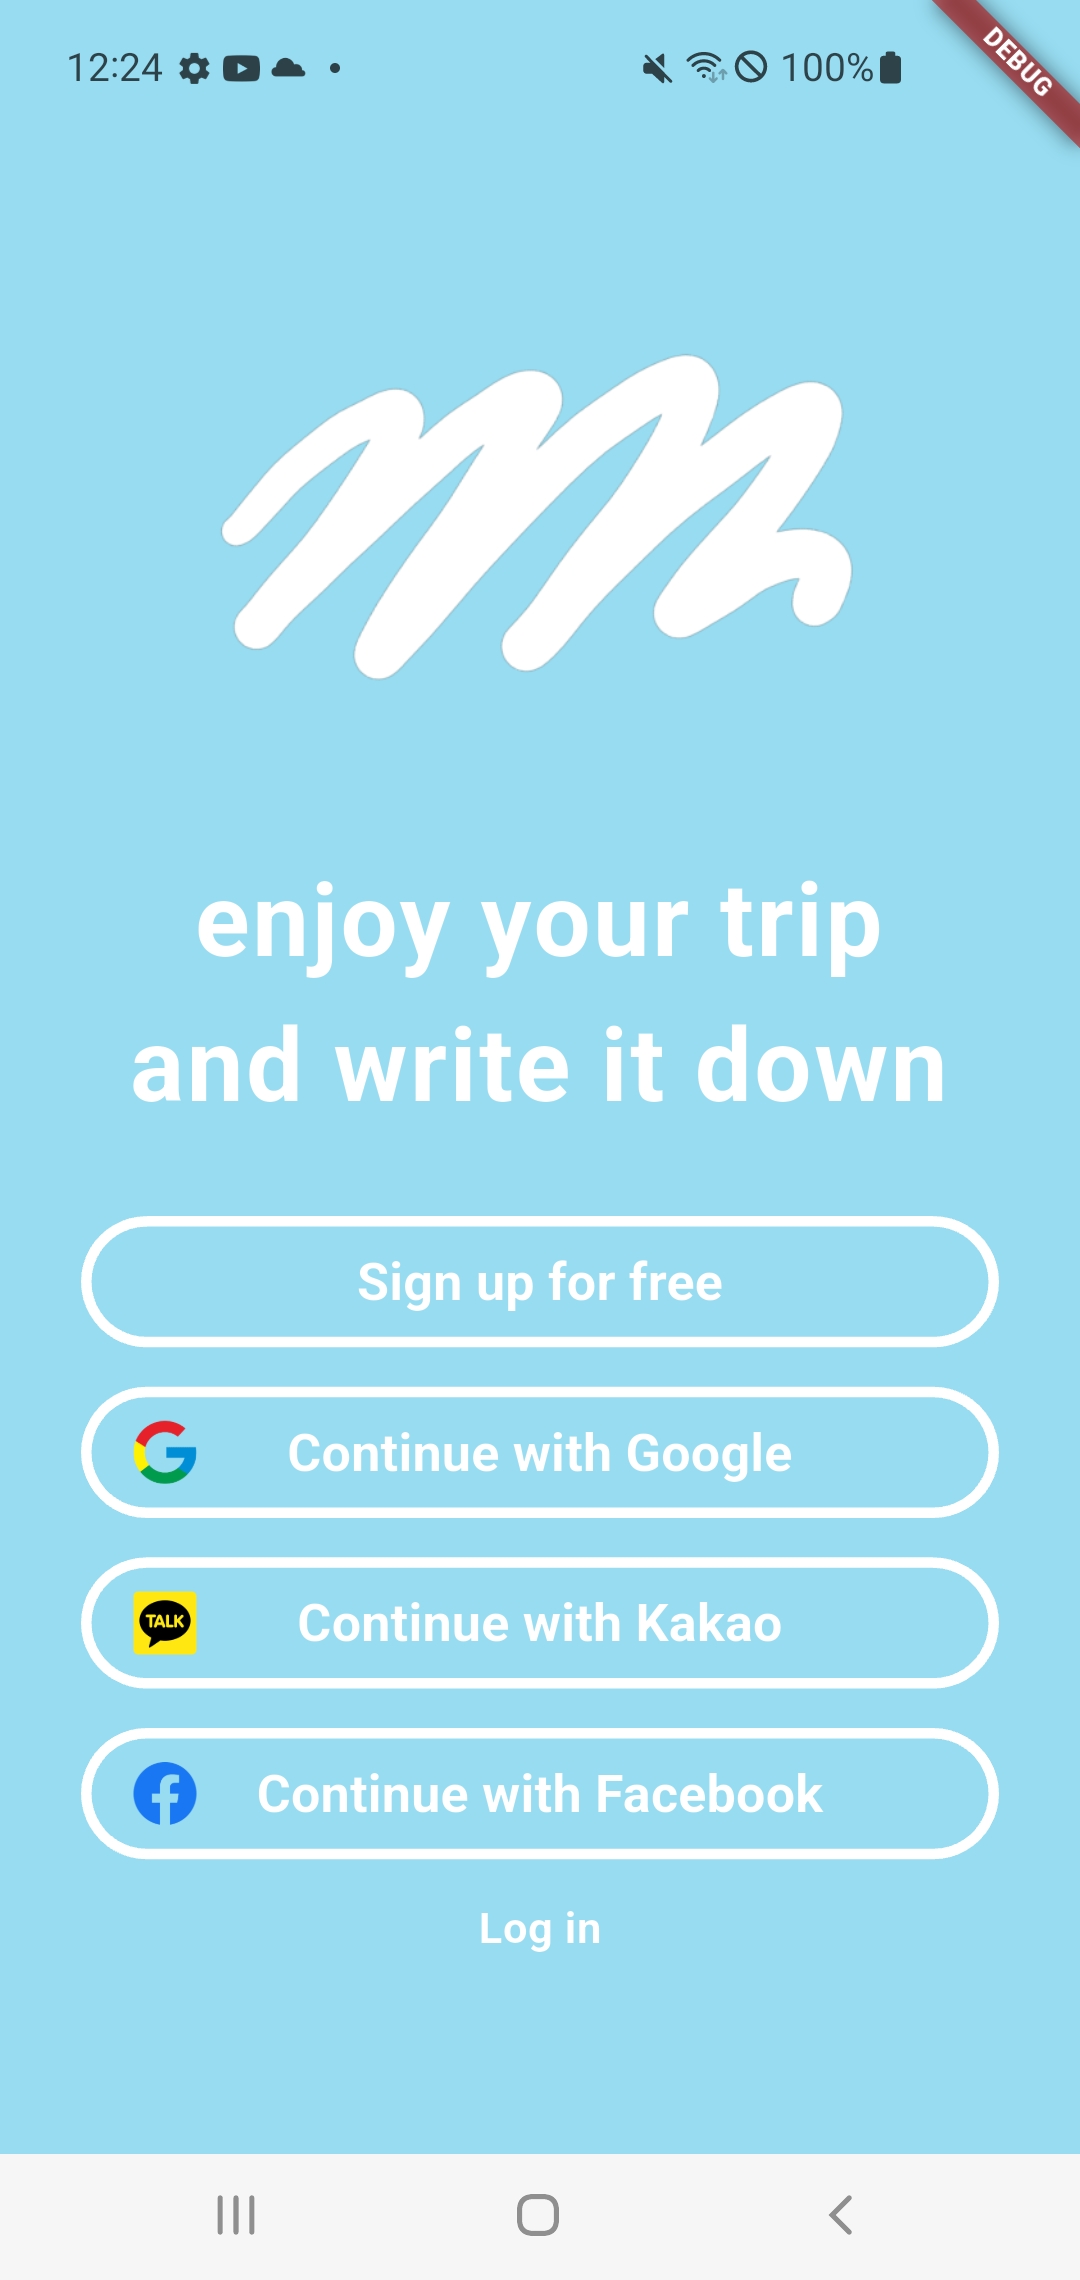 12:24
100%
DEBUG
enjoy your trip
and write it down
Sign up for free
Continue with Google
TALK
Continue with Kakao
Continue with Facebook
Log in